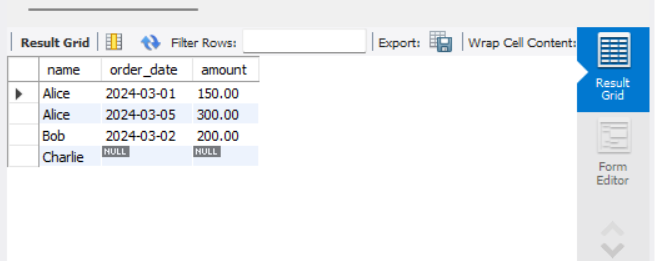 Result Grid Filter Rows: Export: Wrap Cell Content:
name order_date amount
Alice 2024-03-01 150.00
Alice 2024-03-05 300.00
Bob 2024-03-02 200.00
Charlie NULL NULL
Result
Grid
Form
Editor